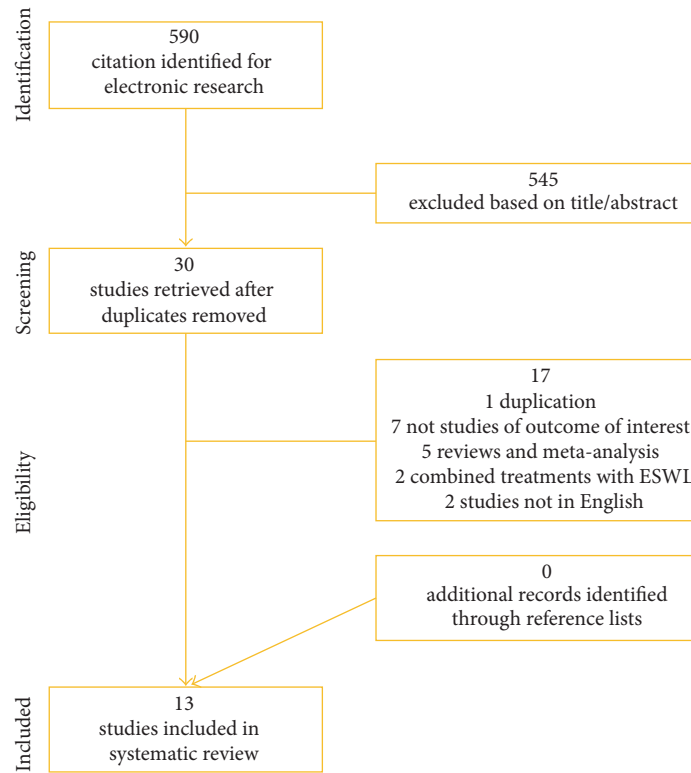 Identification
590
citation identified for
electronic research
545
excluded based on title/abstract
Screening
30
studies retrieved after
duplicates removed
Eligibility
17
1 duplication
7 not studies of outcome of interest
5 reviews and meta-analysis
2 combined treatments with ESWL
2 studies not in English
0
additional records identified
through reference lists
Included
13
studies included in
systematic review